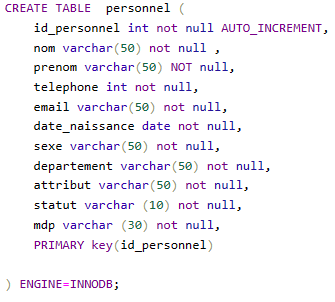 CREATE TABLE  personnel (
    id_personnel int not null AUTO_INCREMENT,
    nom varchar(50) not null ,
    prenom varchar(50) NOT null,
    telephone int not null,
    email varchar(50) not null,
    date_naissance date not null,
    sexe varchar(50) not null,
    departement varchar(50) not null,
    attribut varchar(50) not null,
    statut varchar (10) not null,
    mdp varchar (30) not null,
    PRIMARY key(id_personnel)
) ENGINE=INNODB;